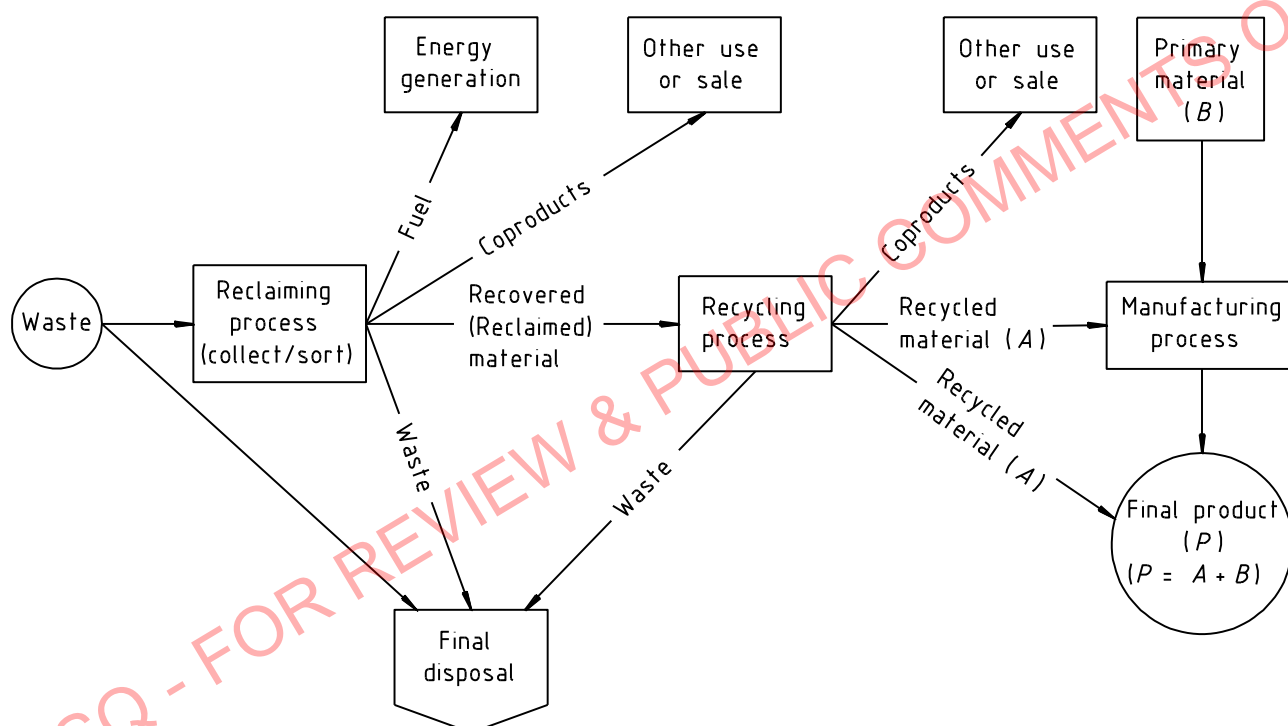 Energy
generation
Other use
or sale
Other use
or sale
Primary
material
(B)
Fuel
Coproducts
Coproducts
Waste
Reclaiming
process
(collect/sort)
Recovered
(Reclaimed)
material
Recycling
process
Recycled
material (A)
Manufacturing
process
Recycled
material (A)
Waste
Waste
Final product
(P)
(P = A + B)
Final
disposal
SQ - FOR REVIEW & PUBLIC COMMENTS O